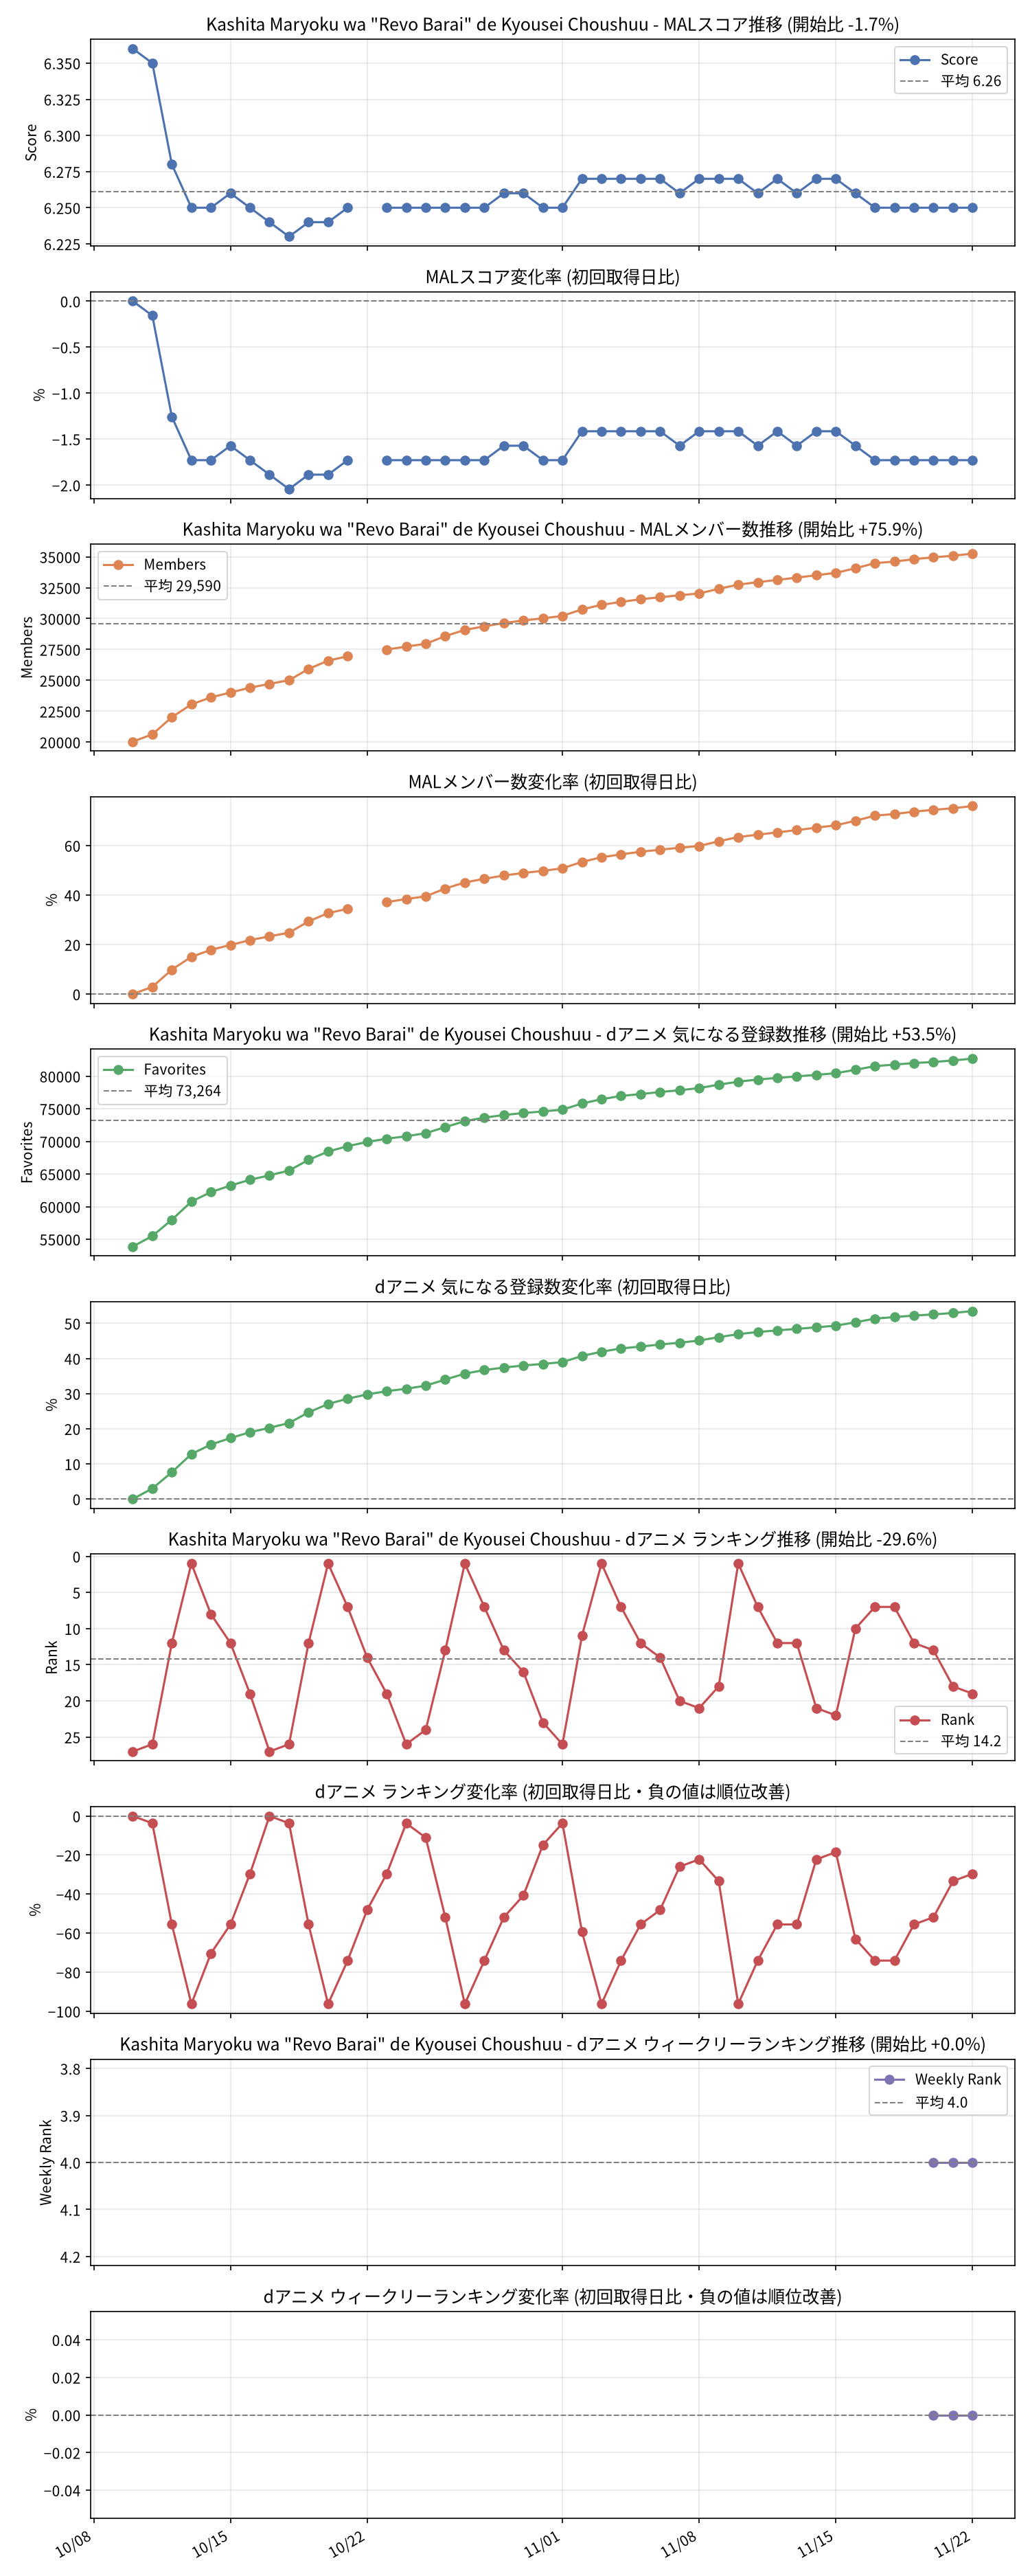 Kashita Maryoku wa "Revo Barai" de Kyousei Choushuu - MALスコア推移 (開始比 -1.7%)
Score
平均 6.26
Score
6.350
6.325
6.300
6.275
6.250
6.225
MALスコア変化率 (初回取得日比)
%
0.0
−0.5
−1.0
−1.5
−2.0
Kashita Maryoku wa "Revo Barai" de Kyousei Choushuu - MALメンバー数推移 (開始比 +75.9%)
Members
平均 29,590
Members
35000
32500
30000
27500
25000
22500
20000
MALメンバー数変化率 (初回取得日比)
%
60
40
20
0
Kashita Maryoku wa "Revo Barai" de Kyousei Choushuu - dアニメ 気になる登録数推移 (開始比 +53.5%)
Favorites
平均 73,264
Favorites
80000
75000
70000
65000
60000
55000
dアニメ 気になる登録数変化率 (初回取得日比)
%
50
40
30
20
10
0
Kashita Maryoku wa "Revo Barai" de Kyousei Choushuu - dアニメ ランキング推移 (開始比 -29.6%)
Rank
0
5
10
15
20
25
Rank
平均 14.2
dアニメ ランキング変化率 (初回取得日比・負の値は順位改善)
%
0
−20
−40
−60
−80
−100
Kashita Maryoku wa "Revo Barai" de Kyousei Choushuu - dアニメ ウィークリーランキング推移 (開始比 +0.0%)
Weekly Rank
平均 4.0
Weekly Rank
3.8
3.9
4.0
4.1
4.2
dアニメ ウィークリーランキング変化率 (初回取得日比・負の値は順位改善)
%
0.04
0.02
0.00
−0.02
−0.04
10/08
10/15
10/22
11/01
11/08
11/15
11/22